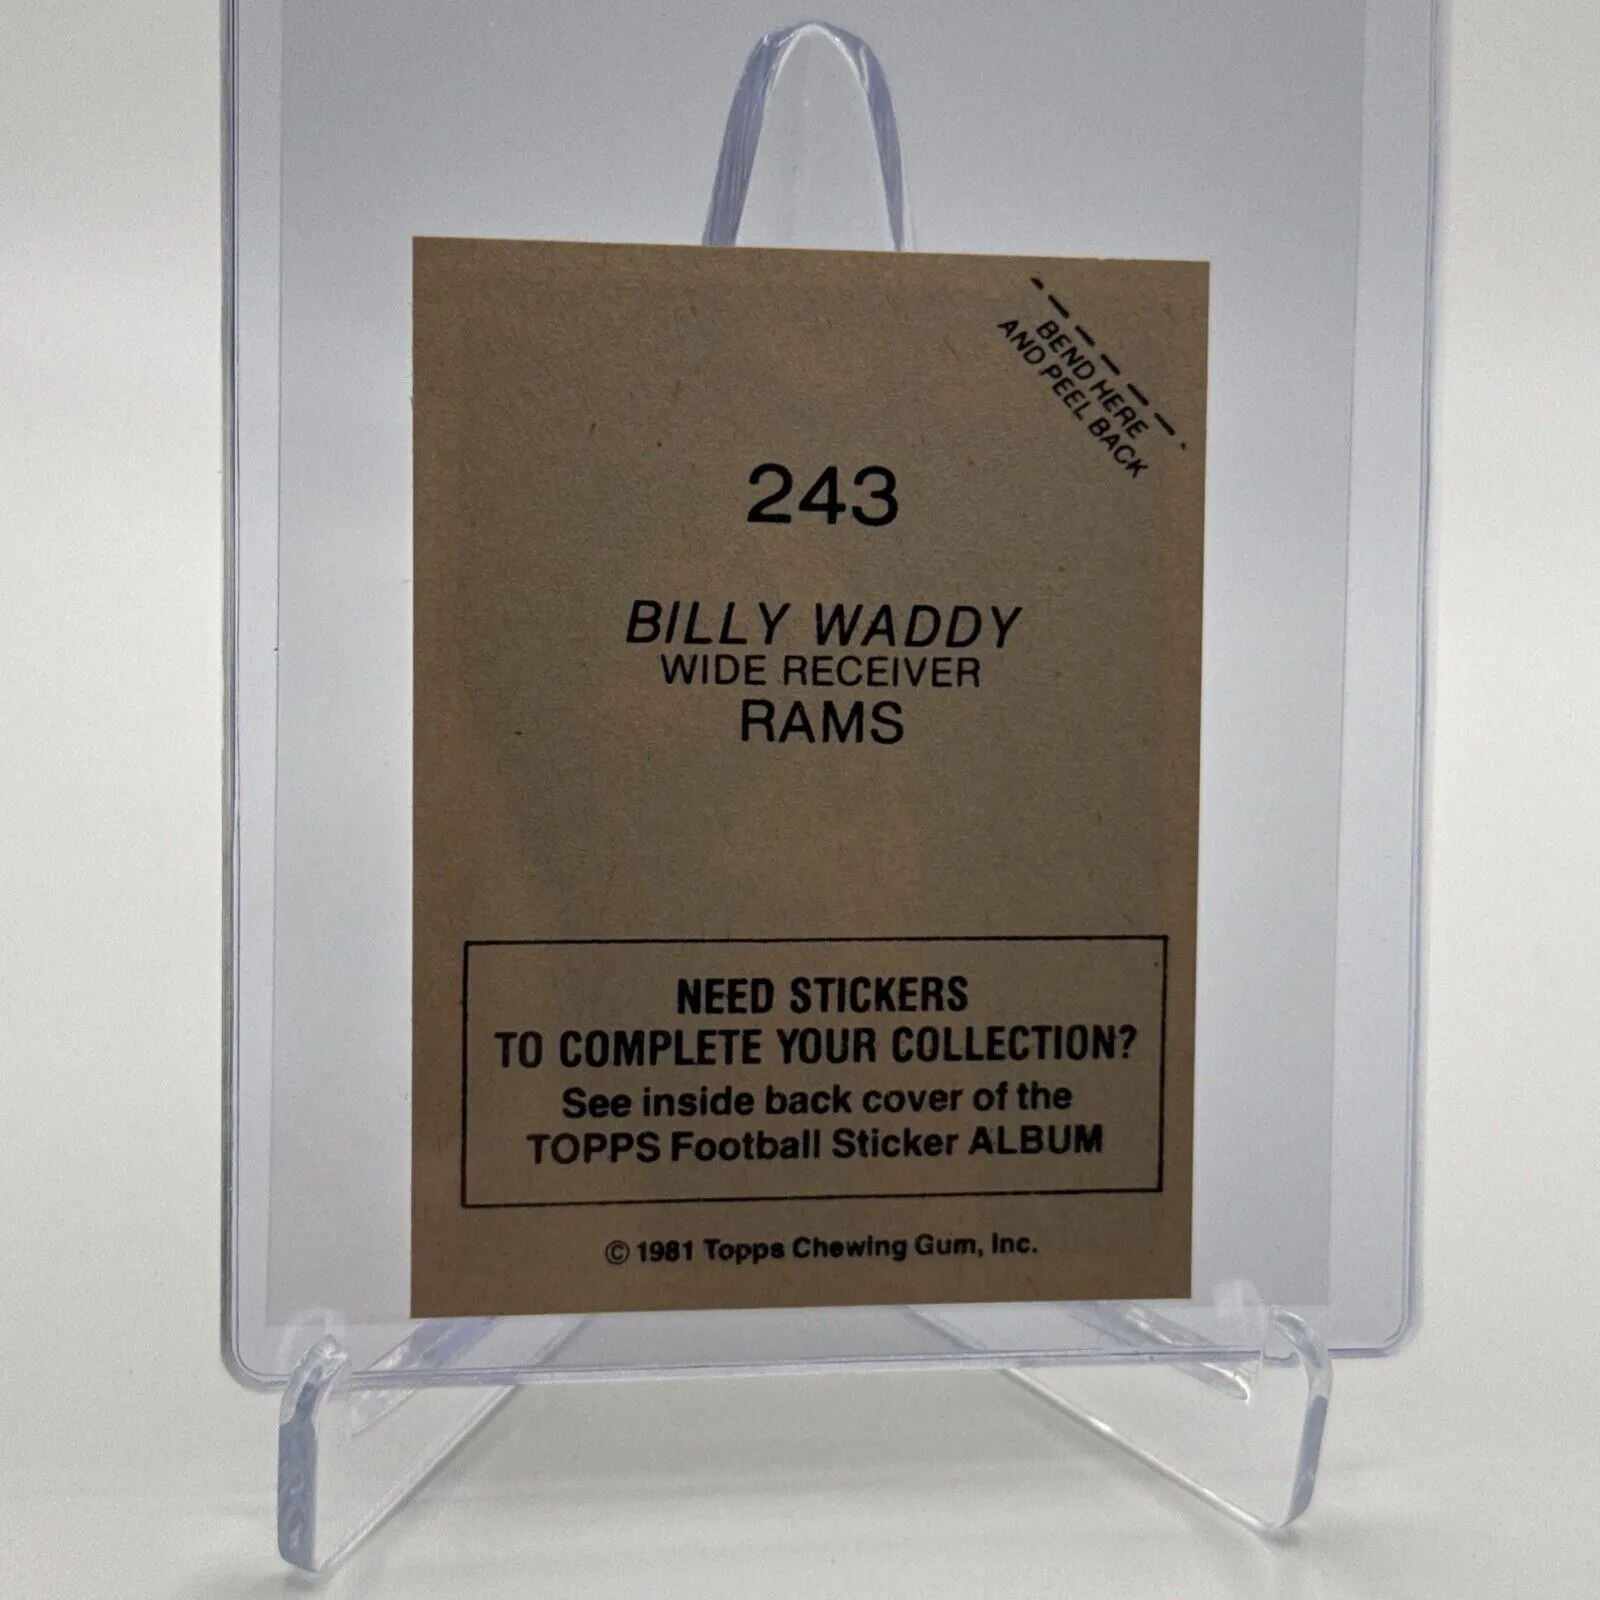 BEND HERE
AND PEEL BACK
243
BILLY WADDY
WIDE RECEIVER
RAMS
NEED STICKERS
TO COMPLETE YOUR COLLECTION?
See inside back cover of the
TOPPS Football Sticker ALBUM
© 1981 Topps Chewing Gum, Inc.